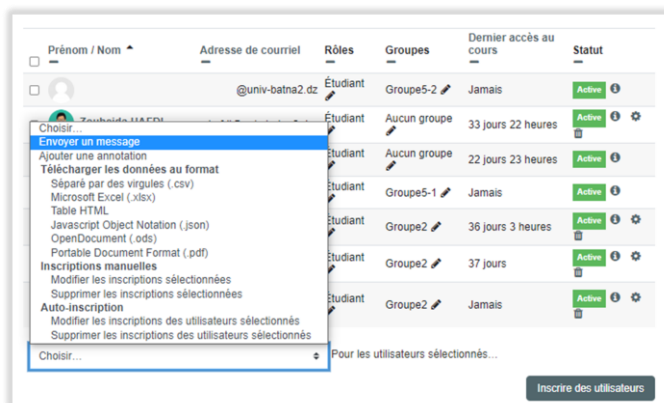 Prénom / Nom
Adresse de courriel
Rôles
Groupes
Dernier accès au cours
Statut
@univ-batna2.dz Étudiant Groupe5-2 Jamais Active
Étudiant Aucun groupe 33 jours 22 heures Active
Étudiant Aucun groupe 22 jours 23 heures Active
Étudiant Groupe5-1 Jamais Active
Étudiant Groupe2 36 jours 3 heures Active
Étudiant Groupe2 37 jours Active
Étudiant Groupe2 Jamais Active
Choisir...
Envoyer un message
Ajouter une annotation
Télécharger les données au format
Séparé par des virgules (.csv)
Microsoft Excel (.xlsx)
Table HTML
Javascript Object Notation (.json)
OpenDocument (.ods)
Portable Document Format (.pdf)
Inscriptions manuelles
Modifier les inscriptions sélectionnées
Supprimer les inscriptions sélectionnées
Auto-inscription
Modifier les inscriptions des utilisateurs sélectionnés
Supprimer les inscriptions des utilisateurs sélectionnés
Choisir... Pour les utilisateurs sélectionnés...
Inscrire des utilisateurs